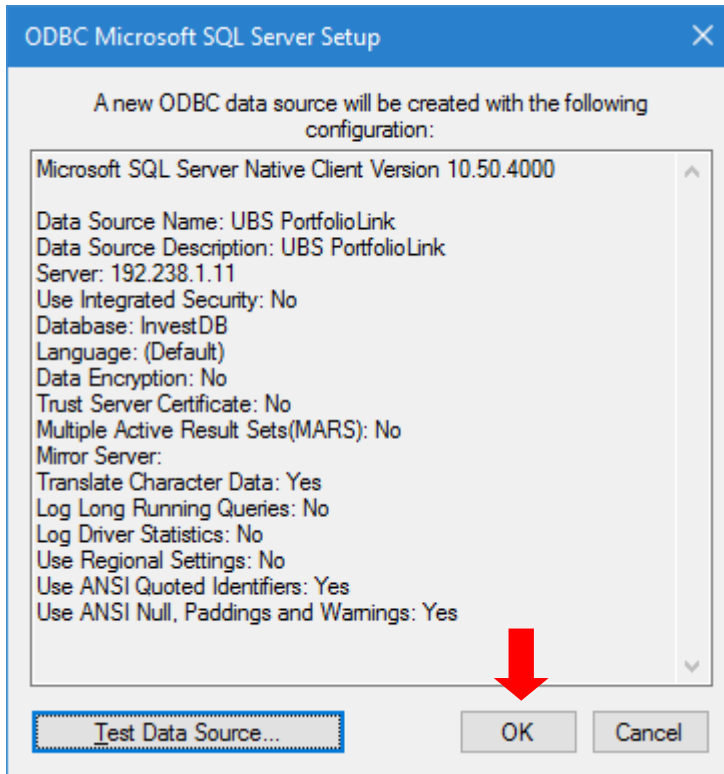 ODBC Microsoft SQL Server Setup
A new ODBC data source will be created with the following
configuration:
Microsoft SQL Server Native Client Version 10.50.4000
Data Source Name: UBS PortfolioLink
Data Source Description: UBS PortfolioLink
Server: 192.238.1.11
Use Integrated Security: No
Database: InvestDB
Language: (Default)
Data Encryption: No
Trust Server Certificate: No
Multiple Active Result Sets(MARS): No
Mirror Server:
Translate Character Data: Yes
Log Long Running Queries: No
Log Driver Statistics: No
Use Regional Settings: No
Use ANSI Quoted Identifiers: Yes
Use ANSI Null, Paddings and Warnings: Yes
Test Data Source... OK Cancel